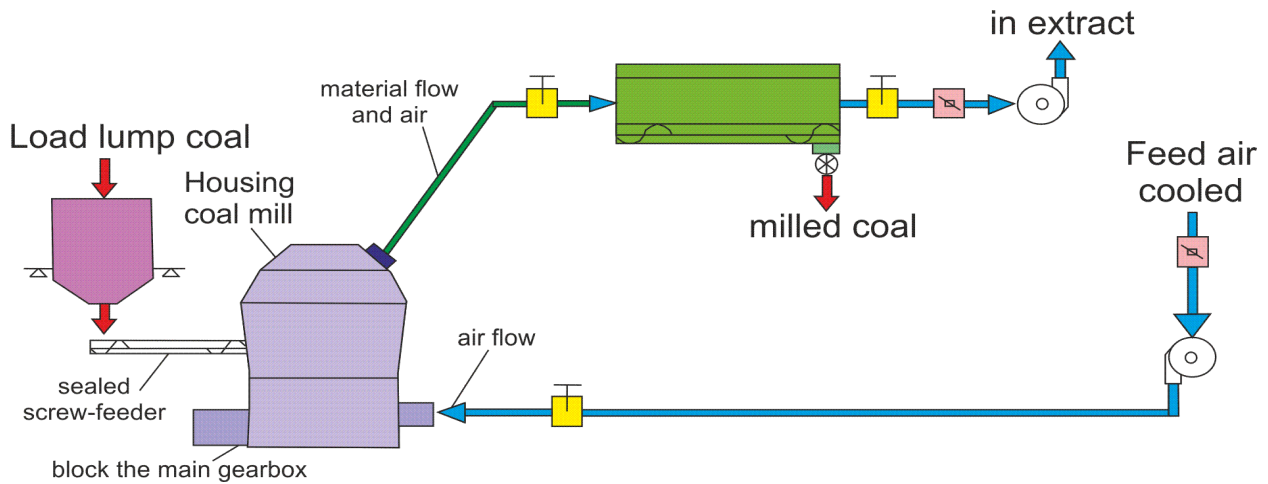 in extract
material flow
and air
Load lump coal
Feed air
cooled
Housing
coal mill
milled coal
air flow
sealed
screw-feeder
block the main gearbox